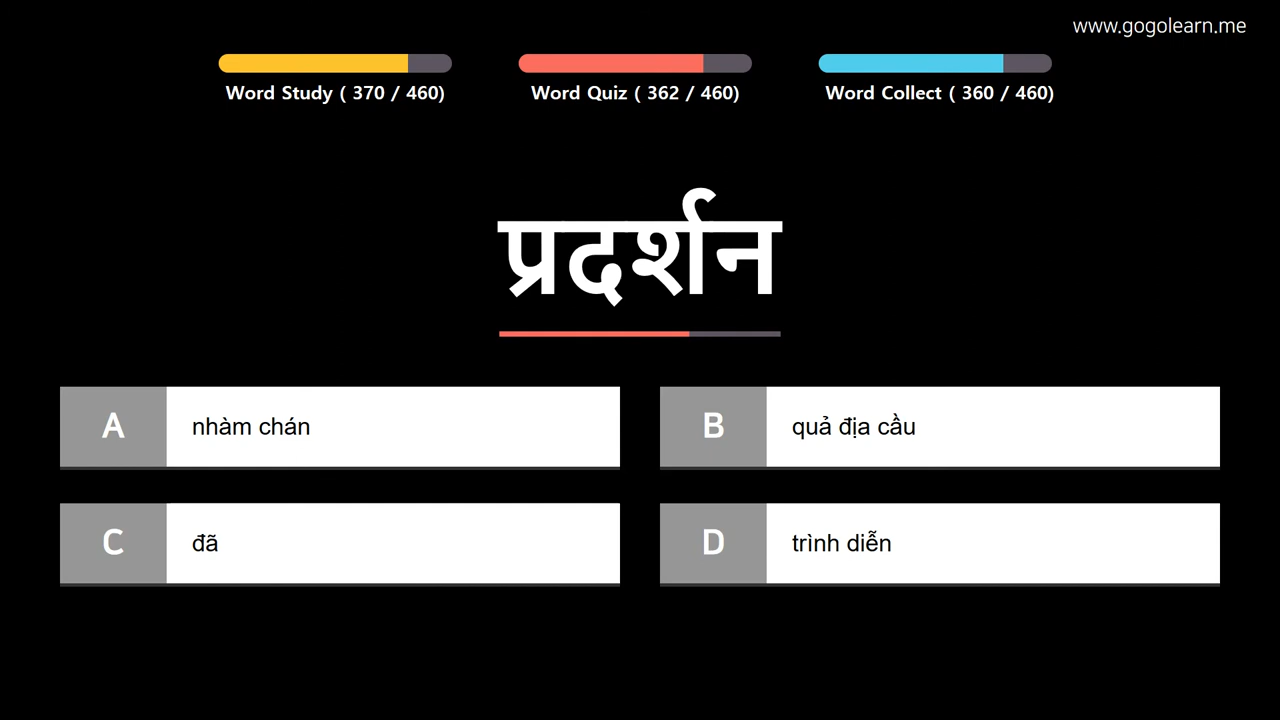 www.gogolearn.me
Word Study ( 370 / 460)
Word Quiz ( 362 / 460)
Word Collect ( 360 / 460)
प्रदर्शन
A
nhàm chán
B
quả địa cầu
C
đã
D
trình diễn